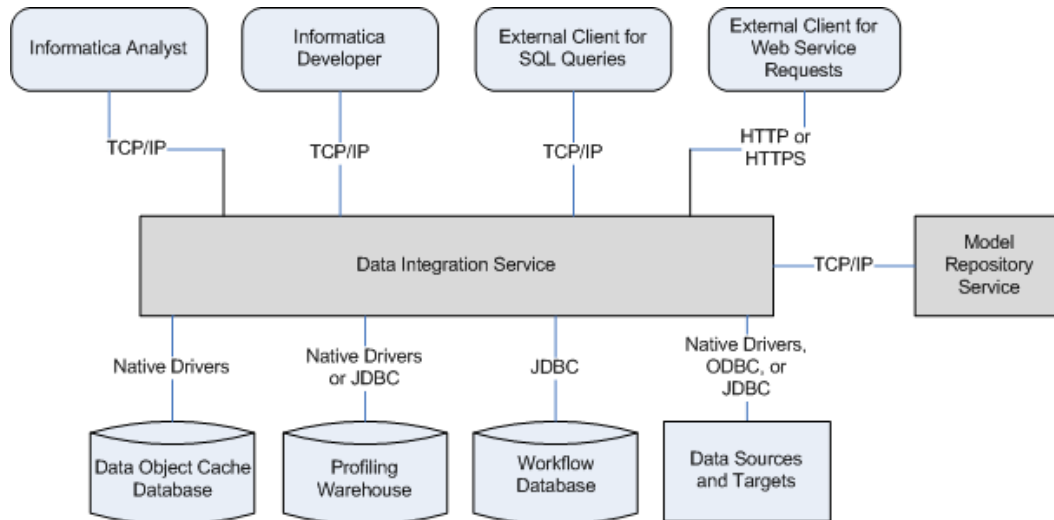 Informatica Analyst
Informatica
Developer
External Client for
SQL Queries
External Client for
Web Service
Requests
TCP/IP
TCP/IP
TCP/IP
HTTP or
HTTPS
Data Integration Service
TCP/IP
Model
Repository
Service
Native Drivers
Native Drivers
or JDBC
JDBC
Native Drivers,
ODBC, or
JDBC
Data Object Cache
Database
Profiling
Warehouse
Workflow
Database
Data Sources
and Targets